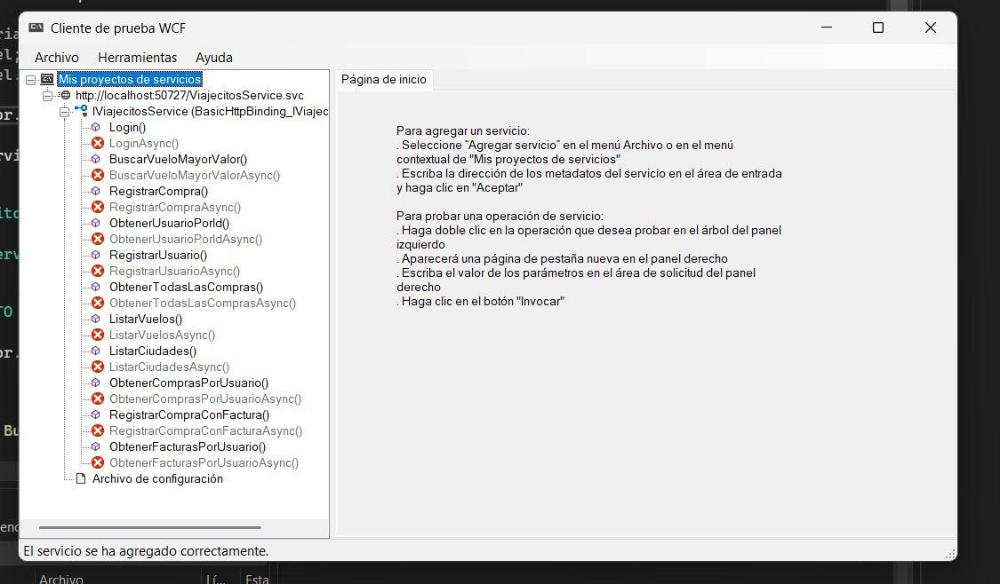 Cliente de prueba WCF
Archivo Herramientas Ayuda
Mis proyectos de servicios
http://localhost:50727/ViajecitosService.svc
IViajecitosService (BasicHttpBinding_IViajec
Login()
LoginAsync()
BuscarVueloMayorValor()
BuscarVueloMayorValorAsync()
RegistrarCompra()
RegistrarCompraAsync()
ObtenerUsuarioPorId()
ObtenerUsuarioPorIdAsync()
RegistrarUsuario()
RegistrarUsuarioAsync()
ObtenerTodasLasCompras()
ObtenerTodasLasComprasAsync()
ListarVuelos()
ListarVuelosAsync()
ListarCiudades()
ListarCiudadesAsync()
ObtenerComprasPorUsuario()
ObtenerComprasPorUsuarioAsync()
RegistrarCompraConFactura()
RegistrarCompraConFacturaAsync()
ObtenerFacturasPorUsuario()
ObtenerFacturasPorUsuarioAsync()
Archivo de configuración
Página de inicio
Para agregar un servicio:
. Seleccione "Agregar servicio" en el menú Archivo o en el menú
contextual de "Mis proyectos de servicios"
. Escriba la dirección de los metadatos del servicio en el área de entrada
y haga clic en "Aceptar"
Para probar una operación de servicio:
. Haga doble clic en la operación que desea probar en el árbol del panel
izquierdo
. Aparecerá una página de pestaña nueva en el panel derecho
. Escriba el valor de los parámetros en el área de solicitud del panel
derecho
. Haga clic en el botón "Invocar"
El servicio se ha agregado correctamente.
Archivo Lí... Esta